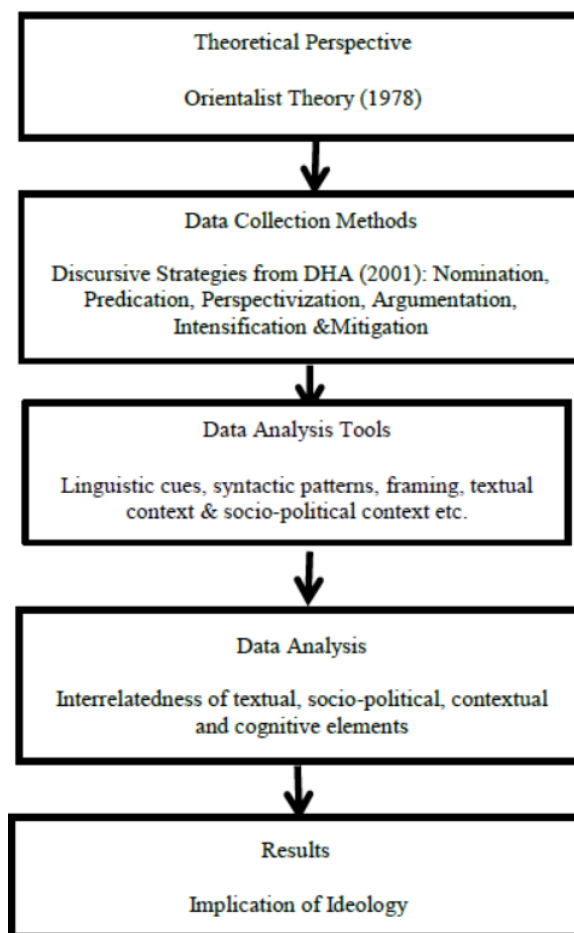 Theoretical Perspective
Orientalist Theory (1978)
Data Collection Methods
Discursive Strategies from DHA (2001): Nomination,
Predication, Perspectivization, Argumentation,
Intensification &Mitigation
Data Analysis Tools
Linguistic cues, syntactic patterns, framing, textual
context & socio-political context etc.
Data Analysis
Interrelatedness of textual, socio-political, contextual
and cognitive elements
Results
Implication of Ideology